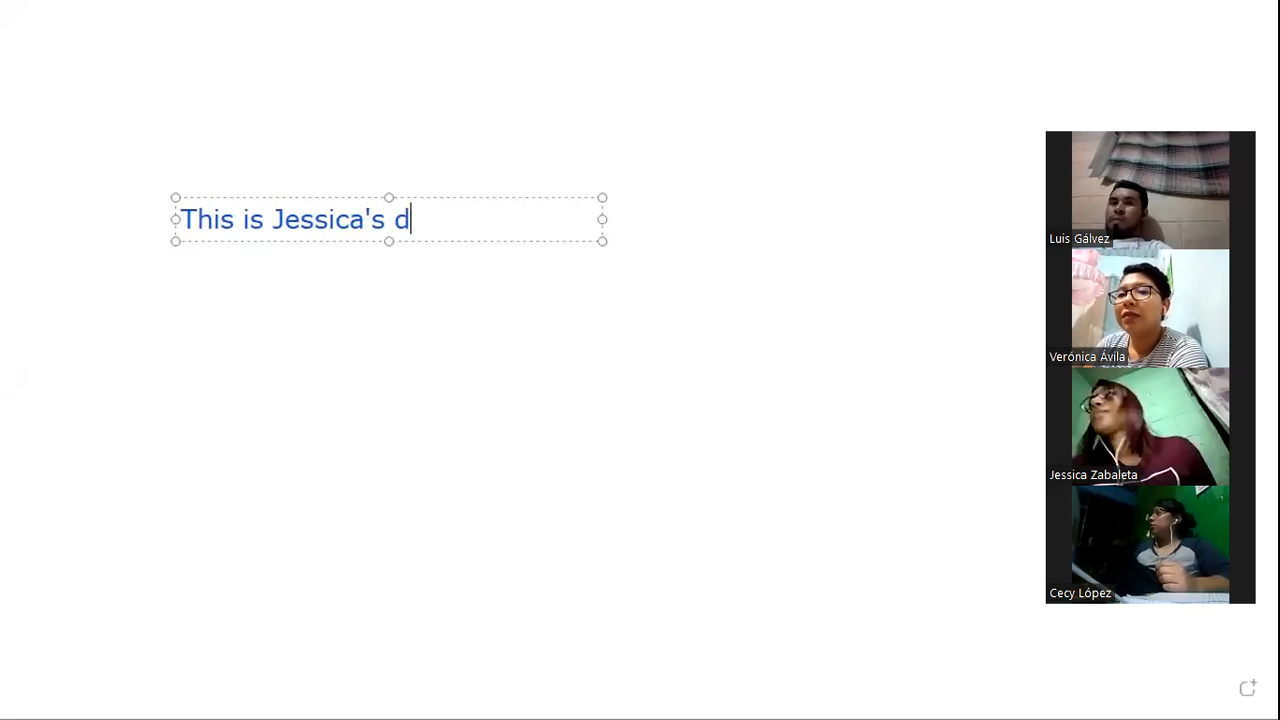 This is Jessica's d
Luis Gálvez
Verónica Ávila
Jessica Zabaleta
Cecy López